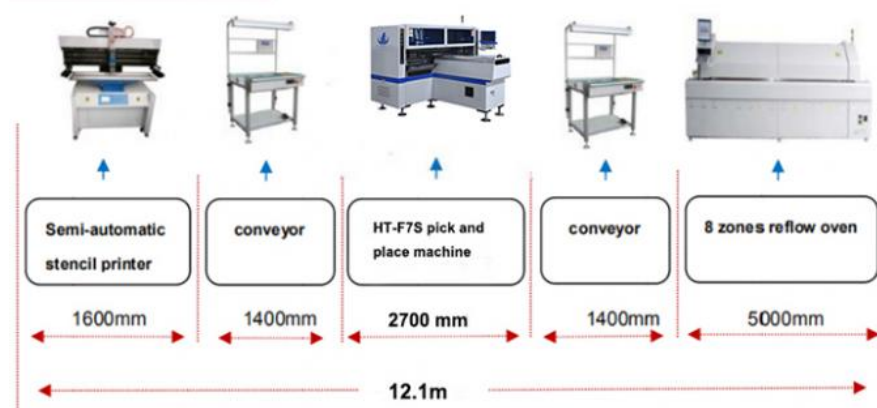 Semi-automatic
stencil printer
conveyor
HT-F7S pick and
place machine
conveyor
8 zones reflow oven
1600mm
1400mm
2700 mm
1400mm
5000mm
12.1m